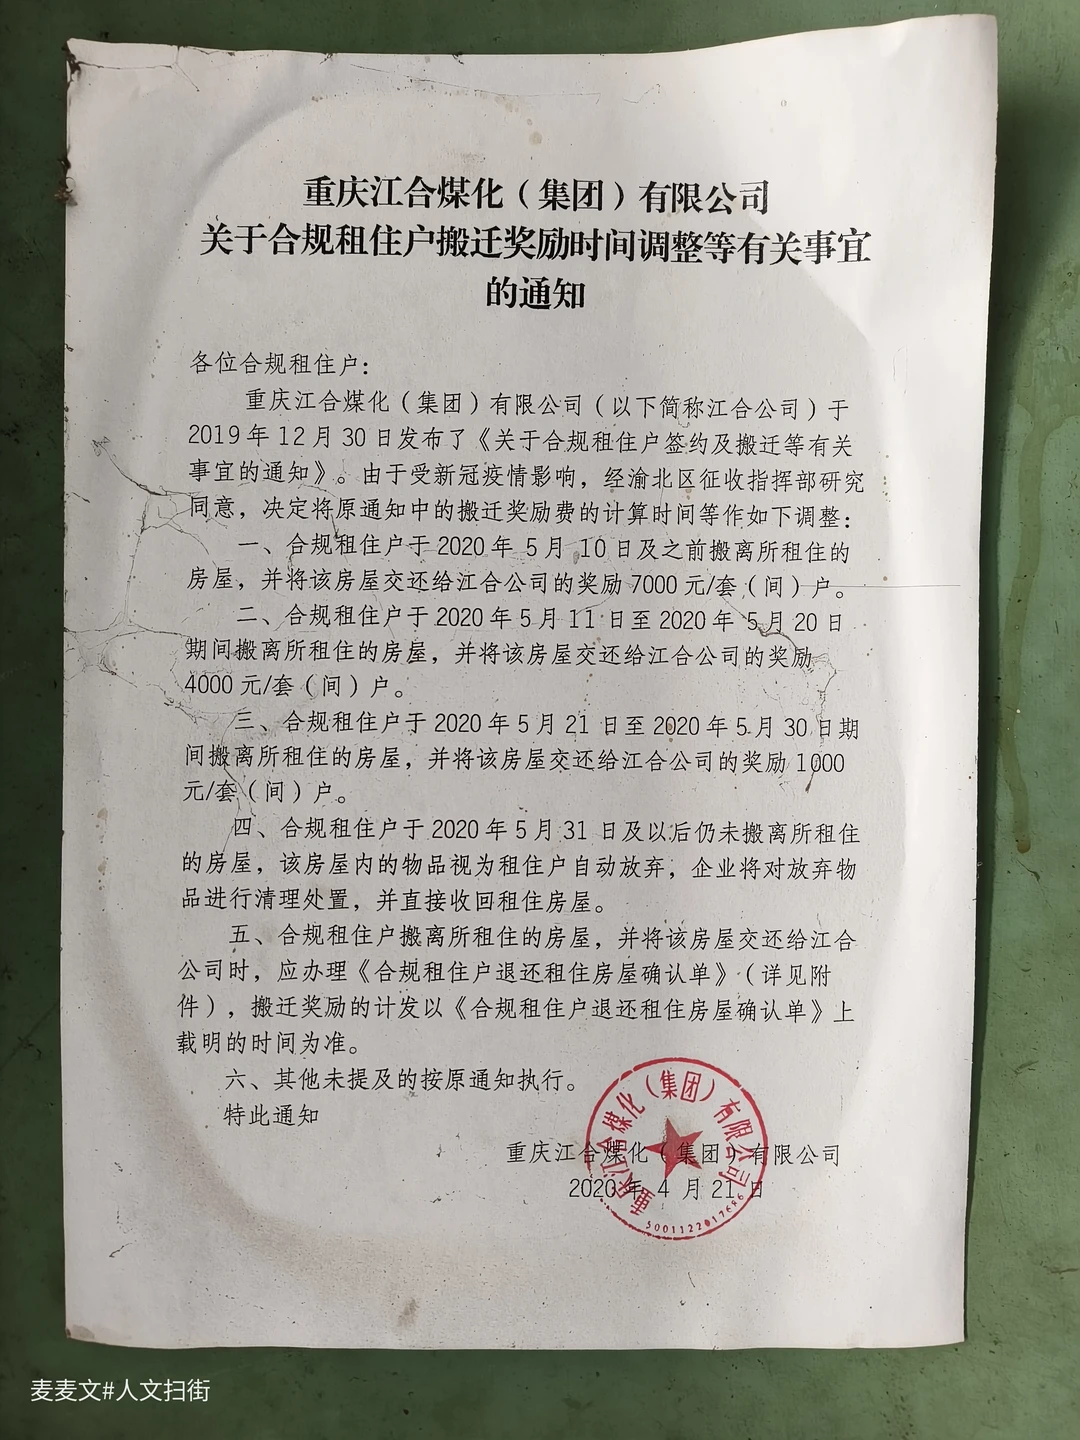 重庆江合煤化（集团）有限公司
关于合规租住户搬迁奖励时间调整等有关事宜
的通知
各位合规租住户：
重庆江合煤化（集团）有限公司（以下简称江合公司）于
2019年12月30日发布了《关于合规租住户签约及搬迁等有关
事宜的通知》。由于受新冠疫情影响，经渝北区征收指挥部研究
同意，决定将原通知中的搬迁奖励费的计算时间等作如下调整：
一、合规租住户于2020年5月10日及之前搬离所租住的
房屋，并将该房屋交还给江合公司的奖励7000元/套（间）户。
二、合规租住户于2020年5月11日至2020年5月20日
期间搬离所租住的房屋，并将该房屋交还给江合公司的奖励
4000元/套（间）户。
三、合规租住户于2020年5月21日至2020年5月30日期
间搬离所租住的房屋，并将该房屋交还给江合公司的奖励1000
元/套（间）户。
四、合规租住户于2020年5月31日及以后仍未搬离所租住
的房屋，该房屋内的物品视为租住户自动放弃，企业将对放弃物
品进行清理处置，并直接收回租住房屋。
五、合规租住户搬离所租住的房屋，并将该房屋交还给江合
公司时，应办理《合规租住户退还租住房屋确认单》（详见附
件），搬迁奖励的计发以《合规租住户退还租住房屋确认单》上
载明的时间为准。
六、其他未提及的按原通知执行。
特此通知
重庆江合煤化（集团）有限公司
2020年4月21日
重庆江合煤化（集团）有限公司
5001122017686
麦麦文#人文扫街